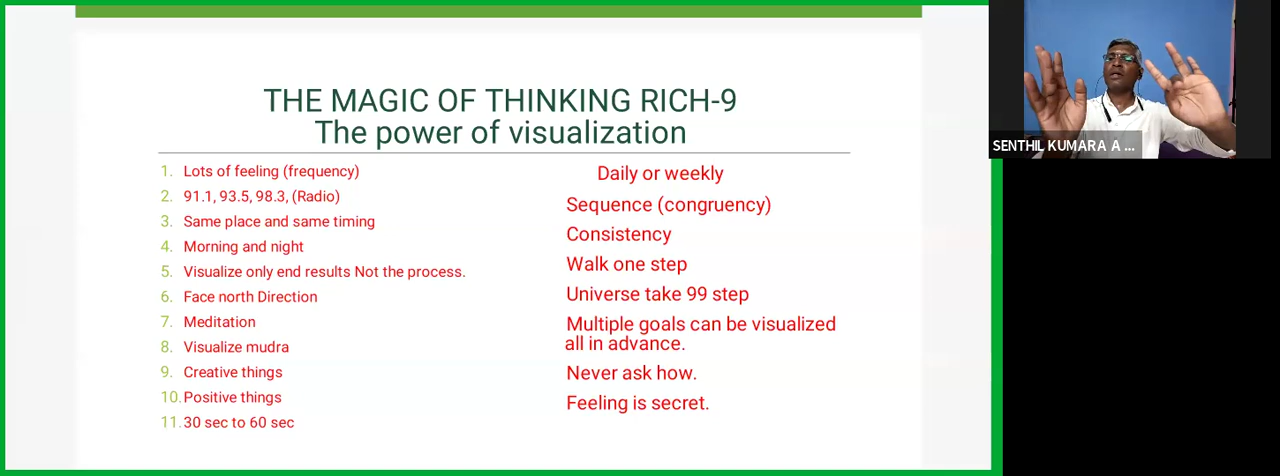 THE MAGIC OF THINKING RICH-9
The power of visualization
1. Lots of feeling (frequency)
2. 91.1, 93.5, 98.3, (Radio)
3. Same place and same timing
4. Morning and night
5. Visualize only end results Not the process.
6. Face north Direction
7. Meditation
8. Visualize mudra
9. Creative things
10. Positive things
11. 30 sec to 60 sec
Daily or weekly
Sequence (congruency)
Consistency
Walk one step
Universe take 99 step
Multiple goals can be visualized
all in advance.
Never ask how.
Feeling is secret.
SENTHIL KUMARA A ...